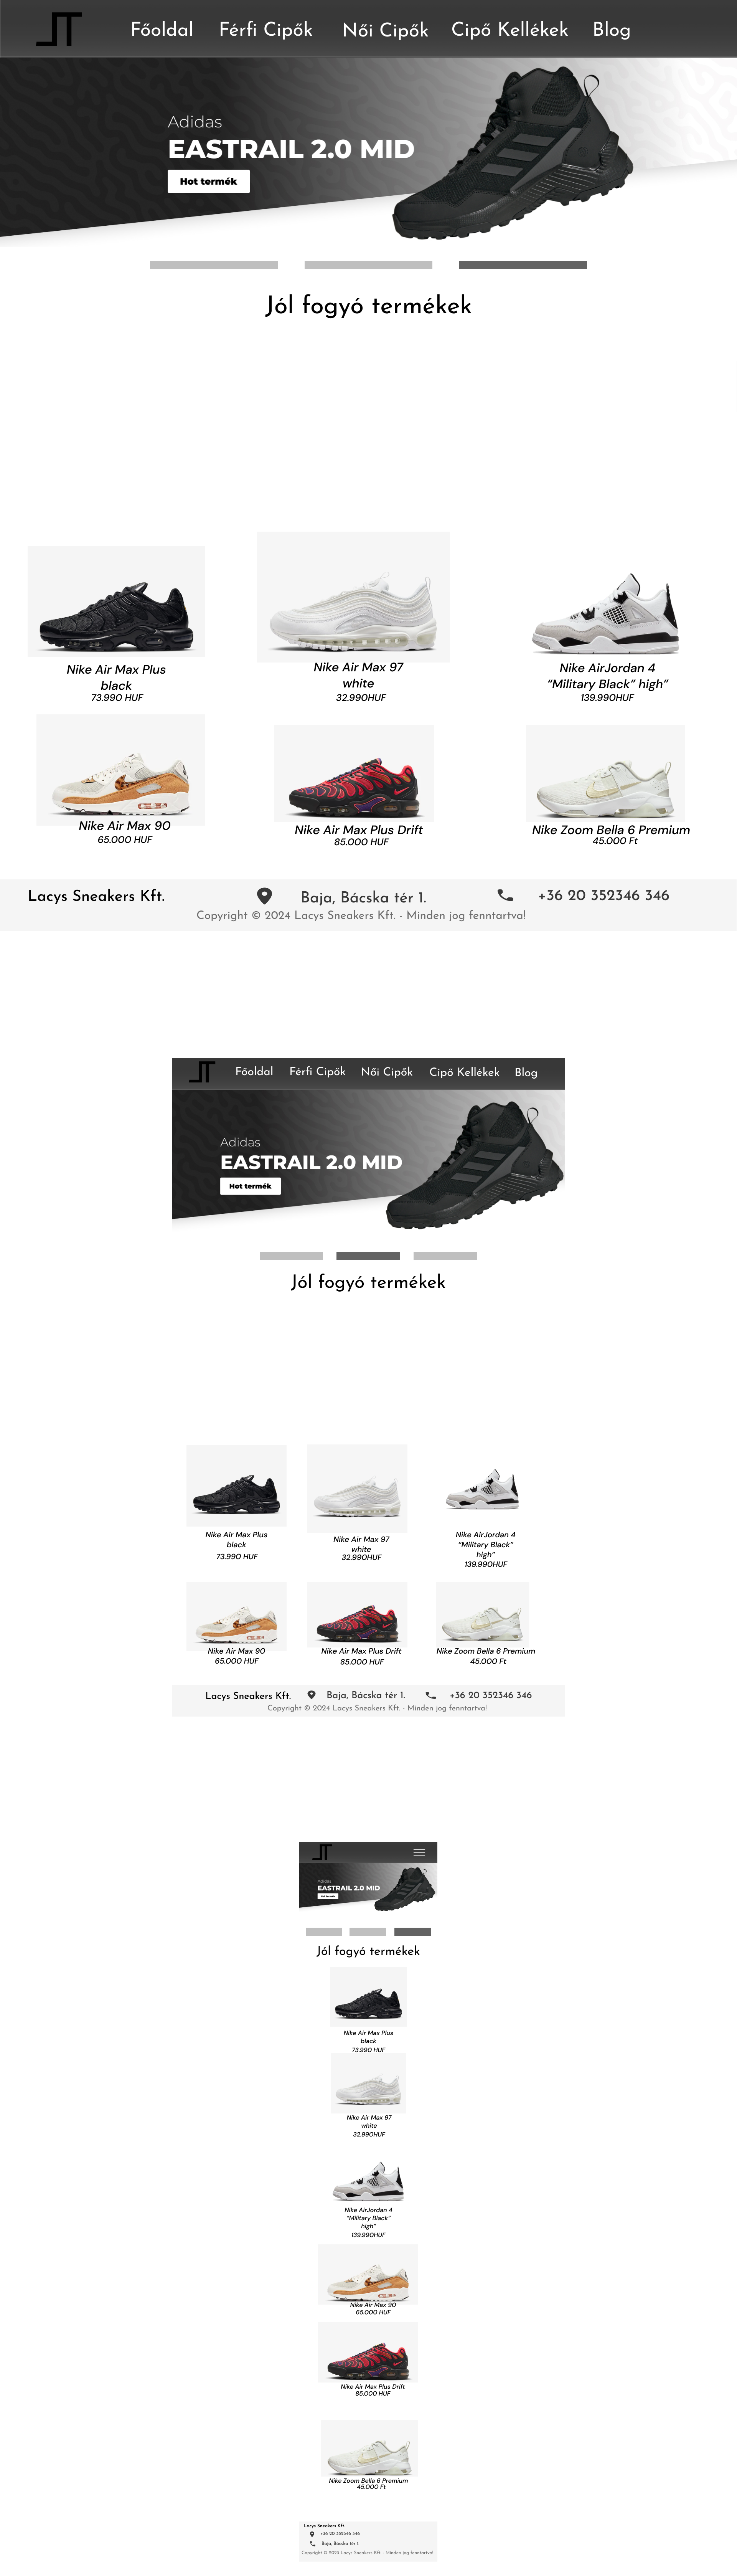 Főoldal Férfi Cipők Női Cipők Cipő Kellékek Blog
Adidas
EASTRAIL 2.0 MID
Hot termék
Jól fogyó termékek
Nike Air Max Plus
black
73.990 HUF
Nike Air Max 97
white
32.990HUF
Nike AirJordan 4
“Military Black” high”
139.990HUF
Nike Air Max 90
65.000 HUF
Nike Air Max Plus Drift
85.000 HUF
Nike Zoom Bella 6 Premium
45.000 Ft
Lacys Sneakers Kft. Baja, Bácska tér 1. +36 20 352346 346
Copyright © 2024 Lacys Sneakers Kft. - Minden jog fenntartva!
Főoldal Férfi Cipők Női Cipők Cipő Kellékek Blog
Adidas
EASTRAIL 2.0 MID
Hot termék
Jól fogyó termékek
Nike Air Max Plus
black
73.990 HUF
Nike Air Max 97
white
32.990HUF
Nike AirJordan 4
“Military Black”
high”
139.990HUF
Nike Air Max 90
65.000 HUF
Nike Air Max Plus Drift
85.000 HUF
Nike Zoom Bella 6 Premium
45.000 Ft
Lacys Sneakers Kft. Baja, Bácska tér 1. +36 20 352346 346
Copyright © 2024 Lacys Sneakers Kft. - Minden jog fenntartva!
Adidas
EASTRAIL 2.0 MID
Hot termék
Jól fogyó termékek
Nike Air Max Plus
black
73.990 HUF
Nike Air Max 97
white
32.990HUF
Nike AirJordan 4
“Military Black”
high”
139.990HUF
Nike Air Max 90
65.000 HUF
Nike Air Max Plus Drift
85.000 HUF
Nike Zoom Bella 6 Premium
45.000 Ft
Lacys Sneakers Kft.
+36 20 352346 346
Baja, Bácska tér 1.
Copyright © 2023 Lacys Sneakers Kft. - Minden jog fenntartva!